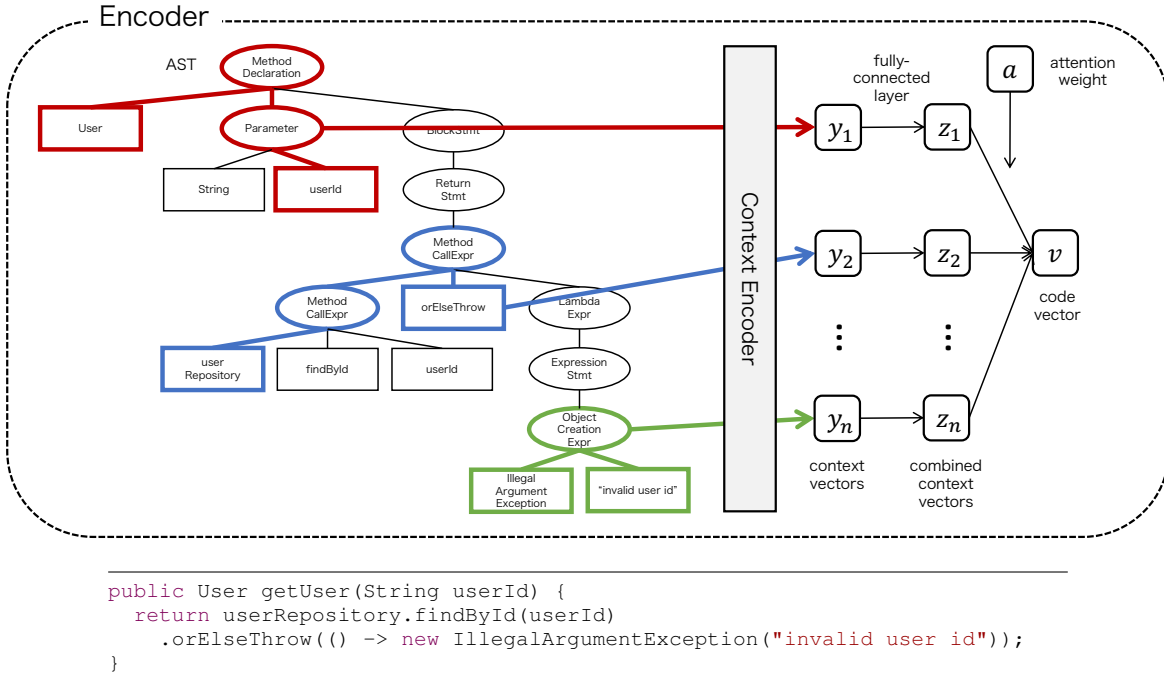 Encoder
AST
Method
Declaration
User
Parameter
BlockStmt
String
userId
Return
Stmt
Method
CallExpr
Method
CallExpr
orElseThrow
Lambda
Expr
user
Repository
findById
userId
Expression
Stmt
Object
Creation
Expr
Illegal
Argument
Exception
“invalid user id”
Context Encoder
fully-
connected
layer
a
attention
weight
y1
z1
y2
z2
v
code
vector
⋮
⋮
yn
zn
context
vectors
combined
context
vectors
public User getUser(String userId) {
return userRepository.findById(userId)
.orElseThrow(() -> new IllegalArgumentException("invalid user id"));
}